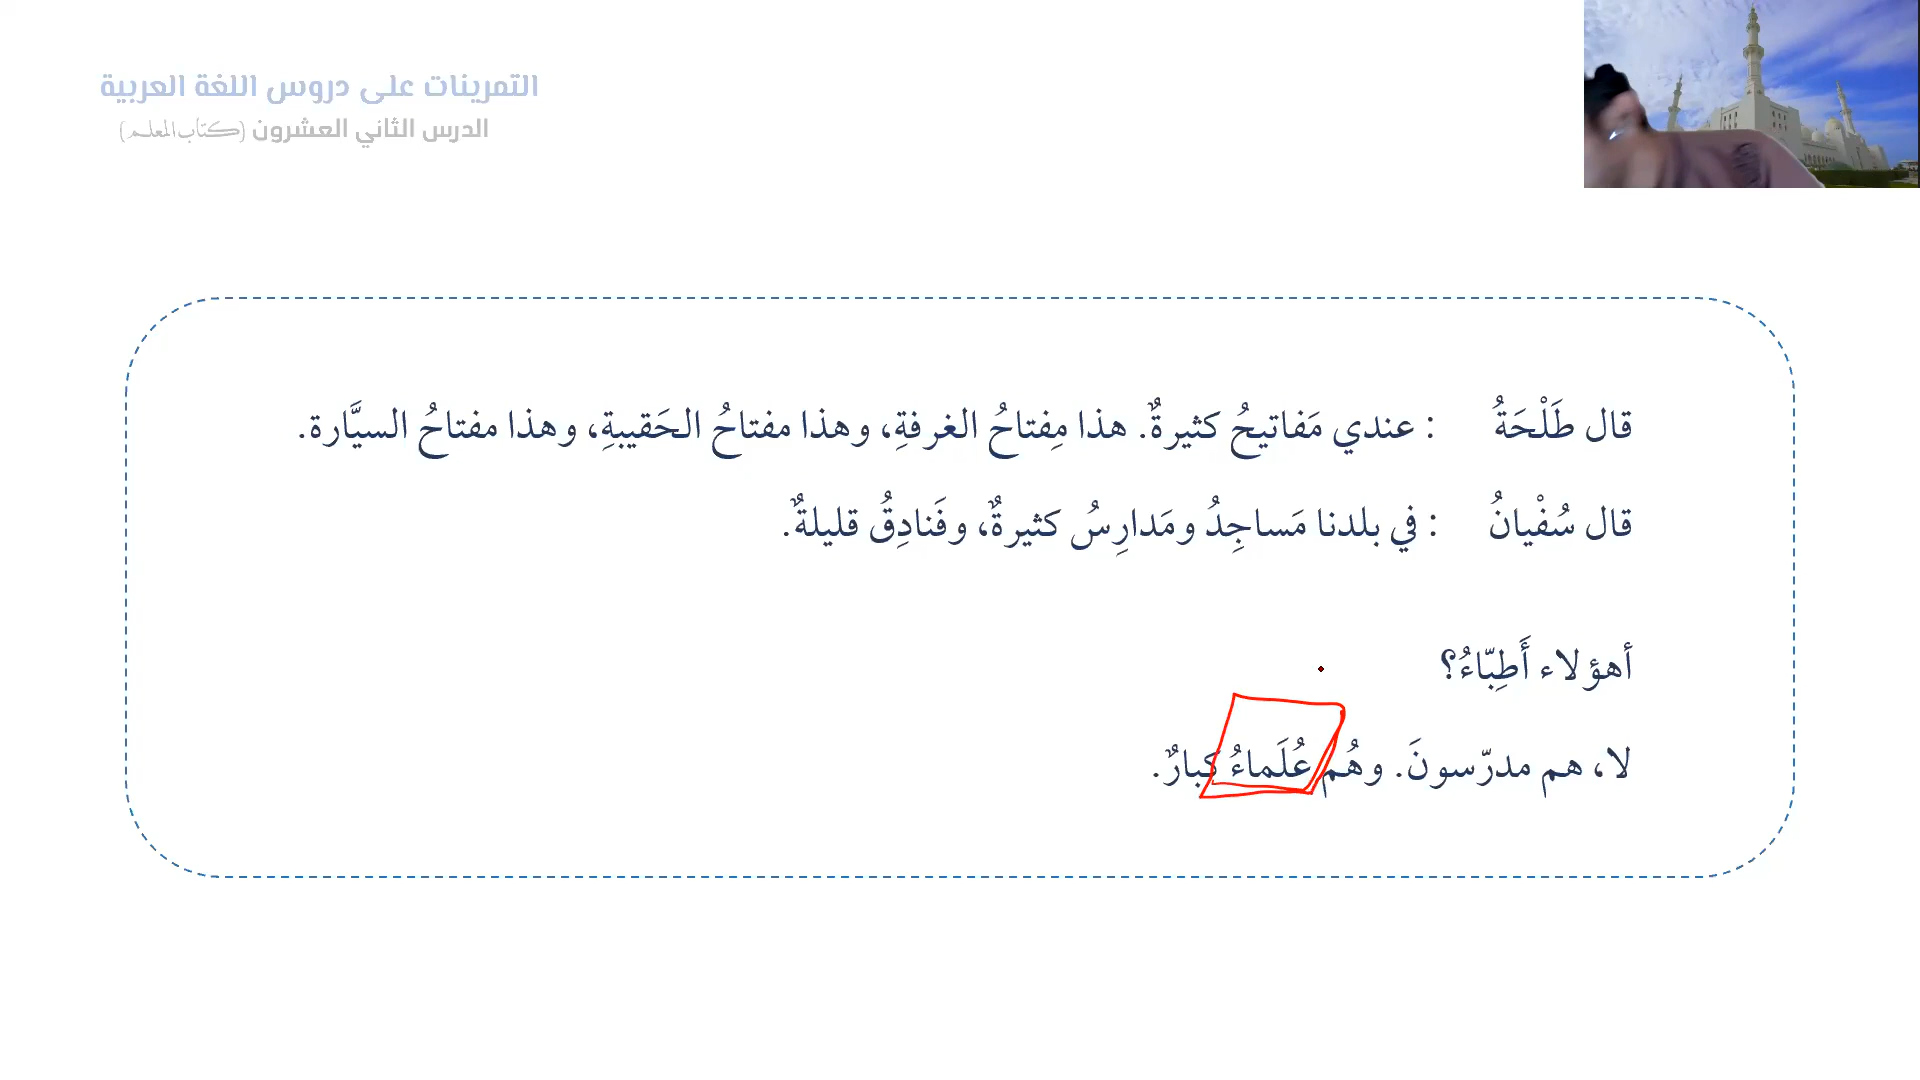 التمرينات على دروس اللغة العربية
الدرس الثاني العشرون (كتاب المعلم)
قال طَلْحَةُ : عندي مَفاتيحُ كثيرةٌ. هذا مِفتاحُ الغرفةِ، وهذا مفتاحُ الحَقيبةِ، وهذا مفتاحُ السيَّارة.
قال سُفْيانُ : في بلدنا مَساجِدُ ومَدارِسُ كثيرةٌ، وفَنادِقُ قليلةٌ.
أهؤلاء أَطِبّاءُ؟
لا، هم مدرّسونَ. وهُم عُلَماءُ كبارٌ.